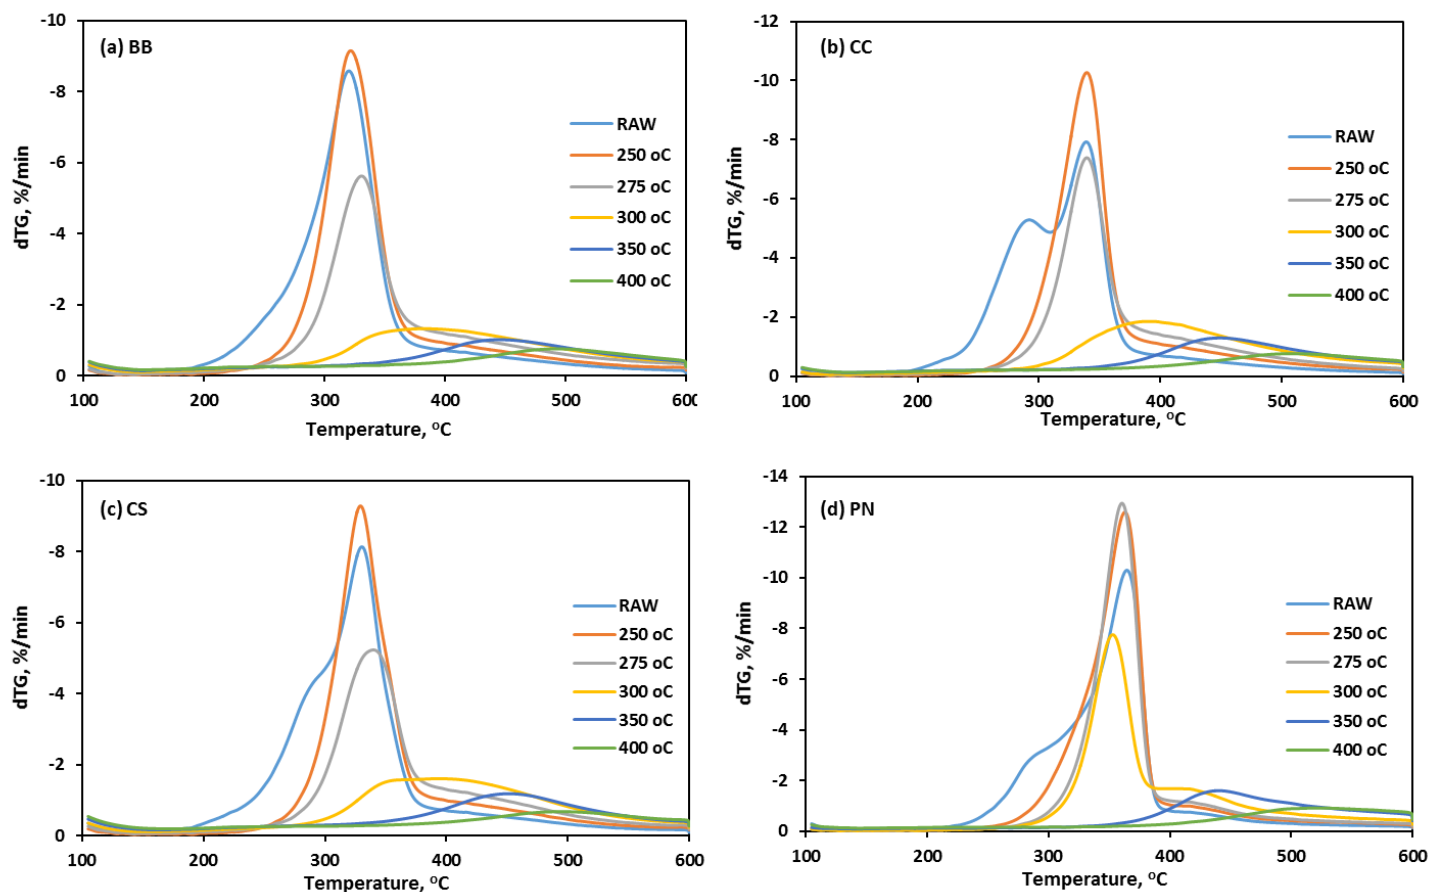 (a) BB
dTG, %/min
-10
-8
-6
-4
-2
0
100
200
300
400
500
600
Temperature, ᴼC
RAW
250 oC
275 oC
300 oC
350 oC
400 oC
(b) CC
dTG, %/min
-12
-10
-8
-6
-4
-2
0
100
200
300
400
500
600
Temperature, ᴼC
RAW
250 oC
275 oC
300 oC
350 oC
400 oC
(c) CS
dTG, %/min
-10
-8
-6
-4
-2
0
100
200
300
400
500
600
Temperature, ᴼC
RAW
250 oC
275 oC
300 oC
350 oC
400 oC
(d) PN
dTG, %/min
-14
-12
-10
-8
-6
-4
-2
0
100
200
300
400
500
600
Temperature, ᴼC
RAW
250 oC
275 oC
300 oC
350 oC
400 oC